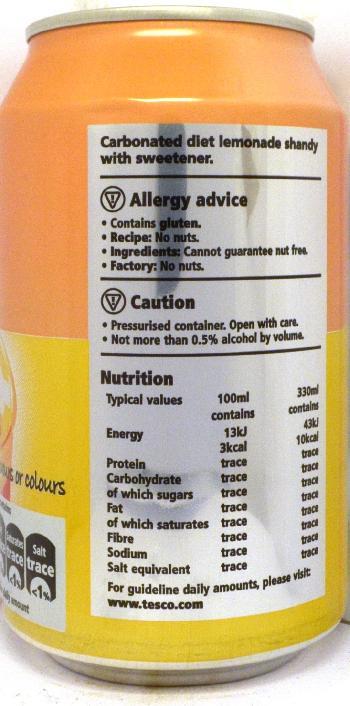 Carbonated diet lemonade shandy
with sweetener.
Allergy advice
• Contains gluten.
• Recipe: No nuts.
• Ingredients: Cannot guarantee nut free.
• Factory: No nuts.
Caution
• Pressurised container. Open with care.
• Not more than 0.5% alcohol by volume.
Nutrition
Typical values 100ml 330ml
contains contains
Energy 13kJ 43kJ
3kcal 10kcal
Protein trace trace
Carbohydrate trace trace
of which sugars trace trace
Fat trace trace
of which saturates trace trace
Fibre trace trace
Sodium trace trace
Salt equivalent trace trace
For guideline daily amounts, please visit:
www.tesco.com
or colours
Salt
trace trace
<1% <1%
amount